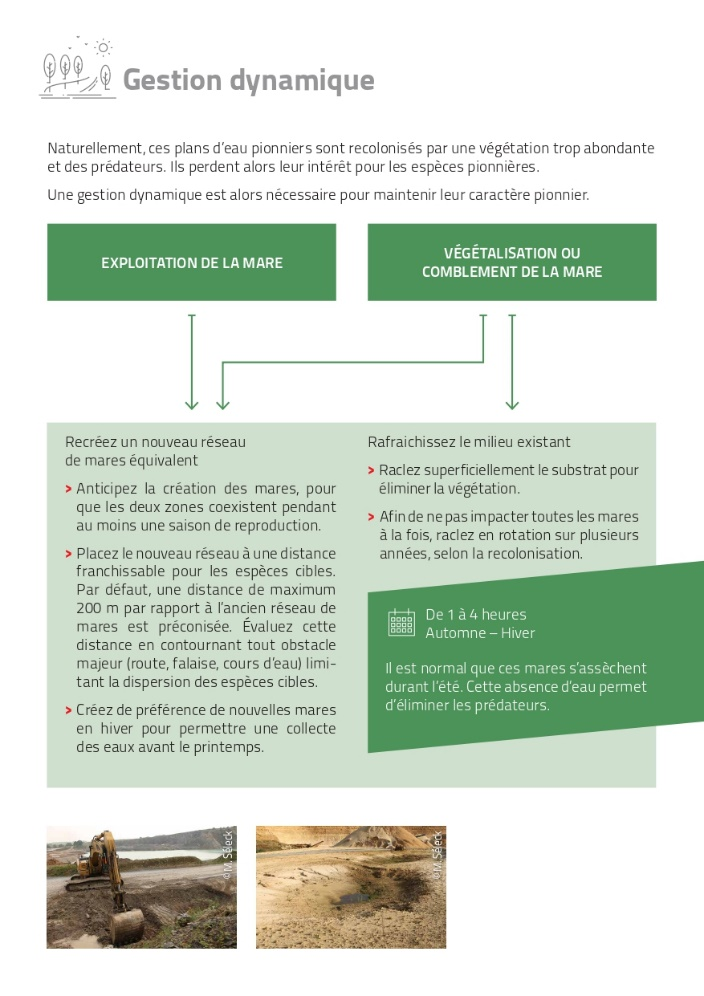 Gestion dynamique
Naturellement, ces plans d'eau pionniers sont recolonisés par une végétation trop abondante
et des prédateurs. Ils perdent alors leur intérêt pour les espèces pionnières.
Une gestion dynamique est alors nécessaire pour maintenir leur caractère pionnier.
EXPLOITATION DE LA MARE
VÉGÉTALISATION OU
COMBLEMENT DE LA MARE
Recréez un nouveau réseau
de mares équivalent
> Anticipez la création des mares, pour
que les deux zones coexistent pendant
au moins une saison de reproduction.
> Placez le nouveau réseau à une distance
franchissable pour les espèces cibles.
Par défaut, une distance de maximum
200 m par rapport à l'ancien réseau de
mares est préconisée. Évaluez cette
distance en contournant tout obstacle
majeur (route, falaise, cours d'eau) limi-
tant la dispersion des espèces cibles.
> Créez de préférence de nouvelles mares
en hiver pour permettre une collecte
des eaux avant le printemps.
Rafraichissez le milieu existant
> Raclez superficiellement le substrat pour
éliminer la végétation.
> Afin de ne pas impacter toutes les mares
à la fois, raclez en rotation sur plusieurs
années, selon la recolonisation.
De 1 à 4 heures
Automne – Hiver
Il est normal que ces mares s'assèchent
durant l'été. Cette absence d'eau permet
d'éliminer les prédateurs.
©M. Séleck
©M. Séleck